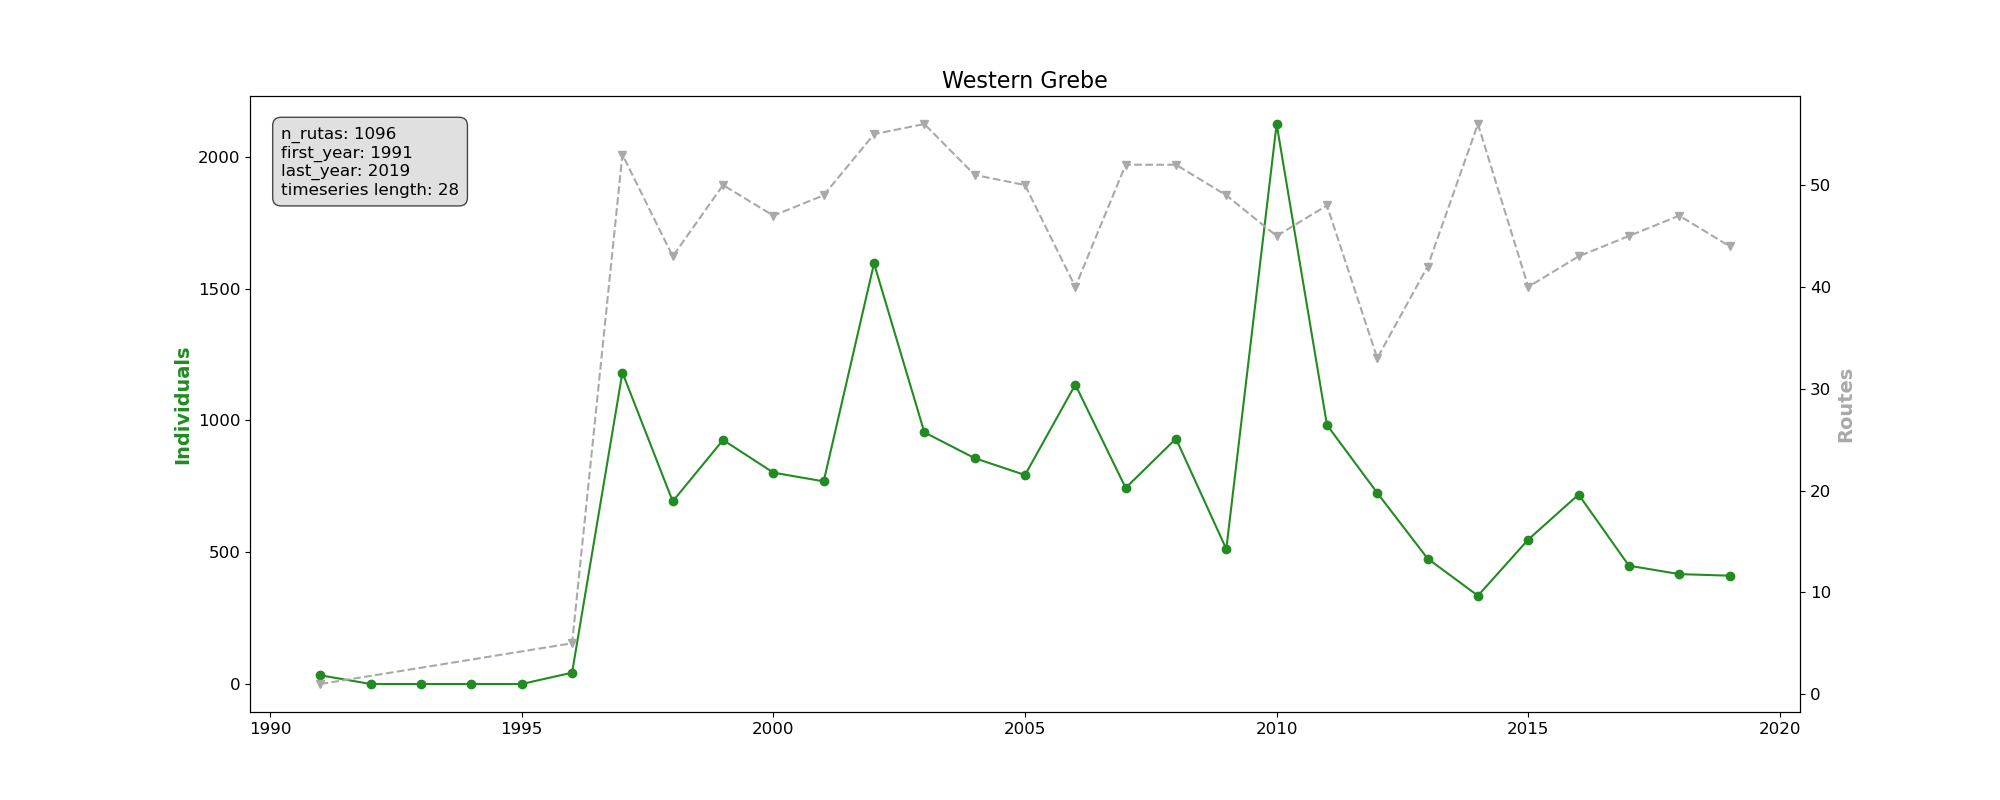 Western Grebe
n_rutas: 1096
first_year: 1991
last_year: 2019
timeseries length: 28
2000
1500
1000
500
0
Individuals
50
40
30
20
10
0
Routes
1990 1995 2000 2005 2010 2015 2020